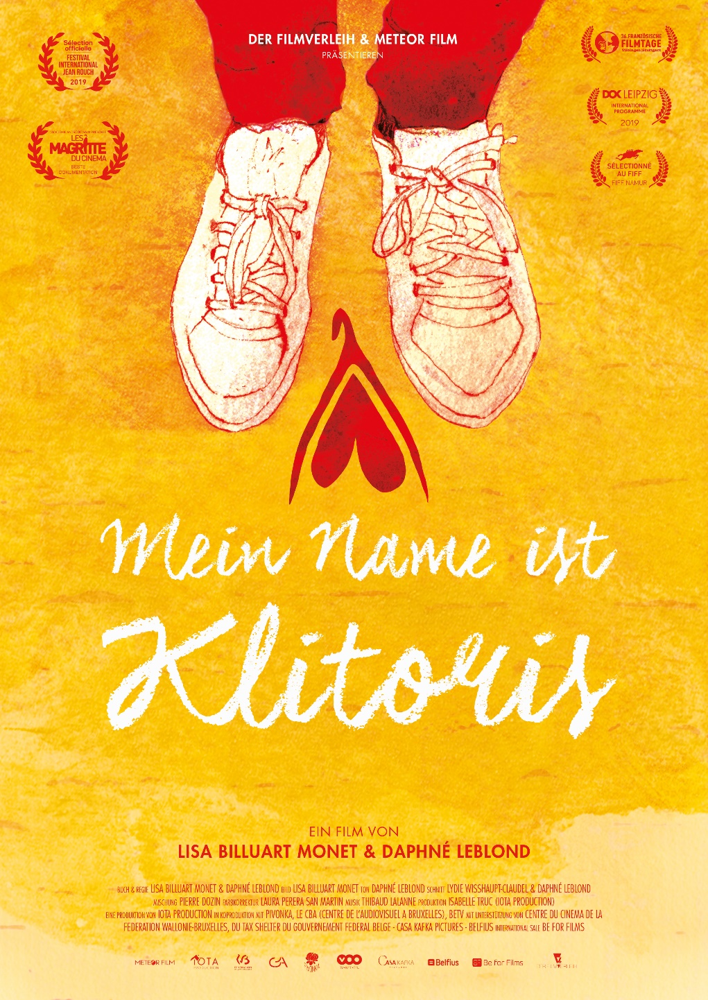 DER FILMVERLEIH & METEOR FILM
PRÄSENTIEREN
Sélection
officielle
FESTIVAL
INTERNATIONAL
JEAN ROUCH
2019
LES
MAGRITTE
DU CINEMA
BESTE
DOKUMENTATION
36.FRANZÖSISCHE
FILMTAGE
Tübingen|Stuttgart
DOK LEIPZIG
INTERNATIONAL
PROGRAMME
2019
SÉLECTIONNÉ
AU FIFF
FIFF NAMUR
Mein Name ist
Klitoris
EIN FILM VON
LISA BILLUART MONET & DAPHNÉ LEBLOND
BUCH & REGIE LISA BILLUART MONET & DAPHNÉ LEBLOND BILD LISA BILLUART MONET TON DAPHNÉ LEBLOND SCHNITT LYDIE WISSHAUPT-CLAUDEL & DAPHNÉ LEBLOND
MISCHUNG PIERRE DOZIN FARBKORREKTUR LAURA PERERA SAN MARTIN MUSIK THIBAUD LALANNE PRODUKTION ISABELLE TRUC (IOTA PRODUCTION)
EINE PRODUKTION VON IOTA PRODUCTION IN KOPRODUKTION MIT PIVONKA, LE CBA (CENTRE DE L'AUDIOVISUEL A BRUXELLES), BETV MIT UNTERSTÜTZUNG VON CENTRE DU CINEMA DE LA
FEDERATION WALLONIE-BRUXELLES, DU TAX SHELTER DU GOUVERNEMENT FEDERAL BELGE - CASA KAFKA PICTURES - BELFIUS INTERNATIONAL SALE BE FOR FILMS
METEOR FILM IOTA PRODUCTION CBA VOO CASA KAFKA Belfius Be for Films